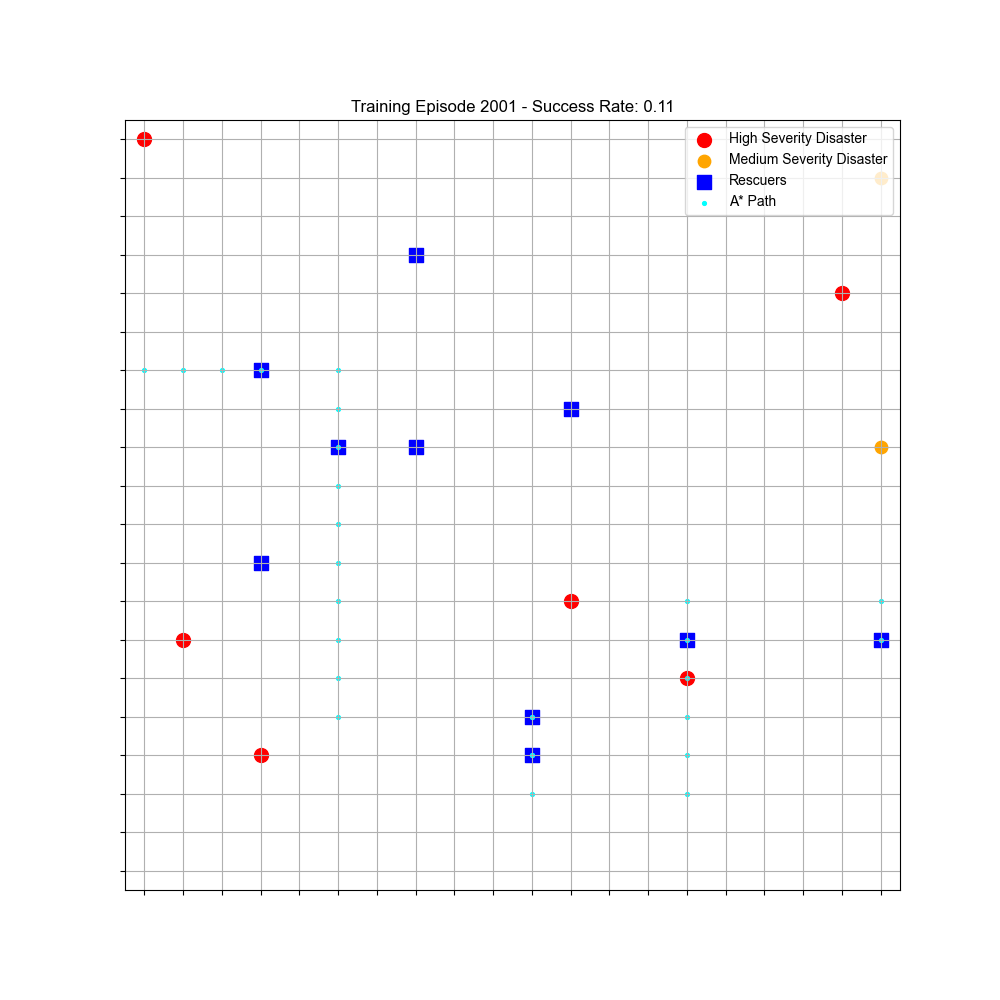 Training Episode 2001 - Success Rate: 0.11
High Severity Disaster
Medium Severity Disaster
Rescuers
A* Path